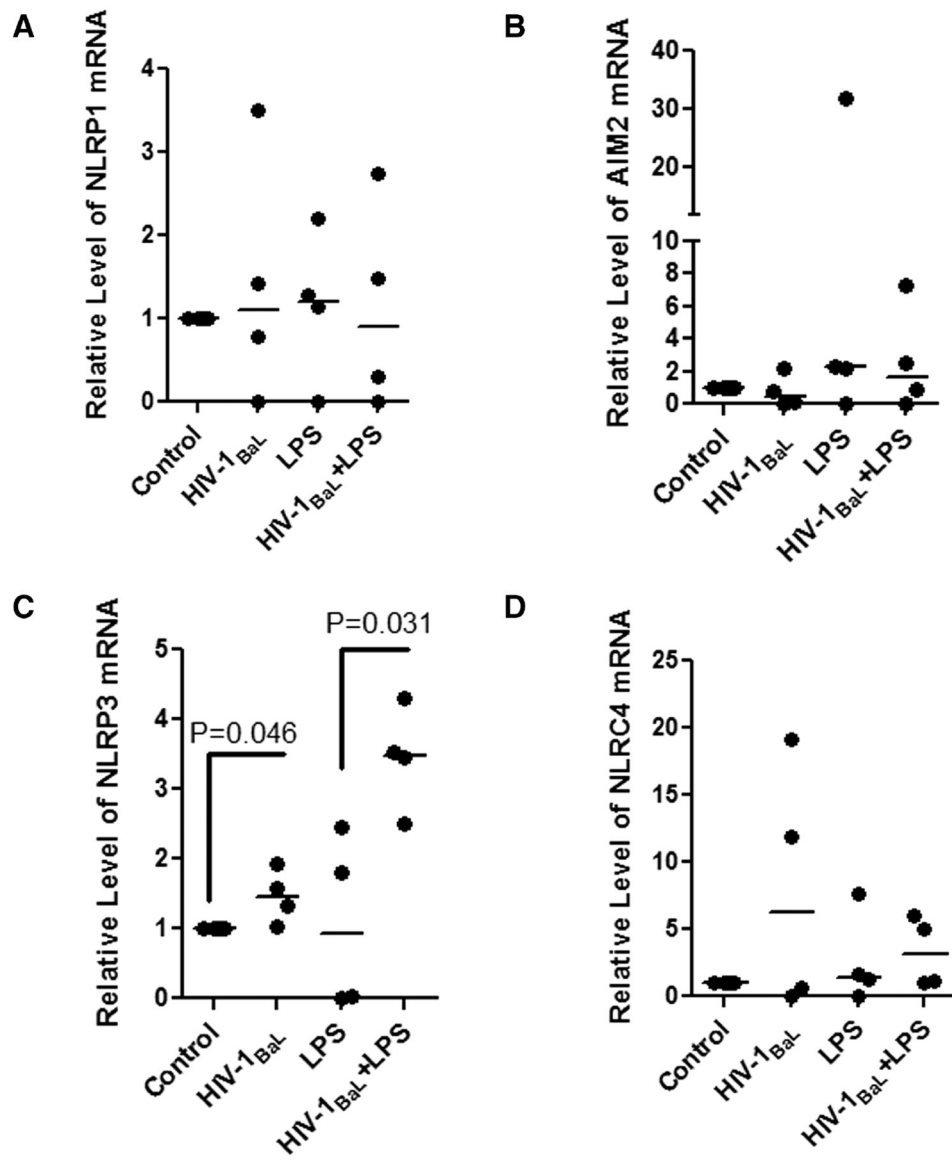 A
Relative Level of NLRP1 mRNA
4
3
2
1
0
Control
HIV-1BaL
LPS
HIV-1BaL+LPS
B
Relative Level of AIM2 mRNA
40
30
20
10
8
6
4
2
0
Control
HIV-1BaL
LPS
HIV-1BaL+LPS
C
Relative Level of NLRP3 mRNA
5
4
3
2
1
0
P=0.046
P=0.031
Control
HIV-1BaL
LPS
HIV-1BaL+LPS
D
Relative Level of NLRC4 mRNA
25
20
15
10
5
0
Control
HIV-1BaL
LPS
HIV-1BaL+LPS